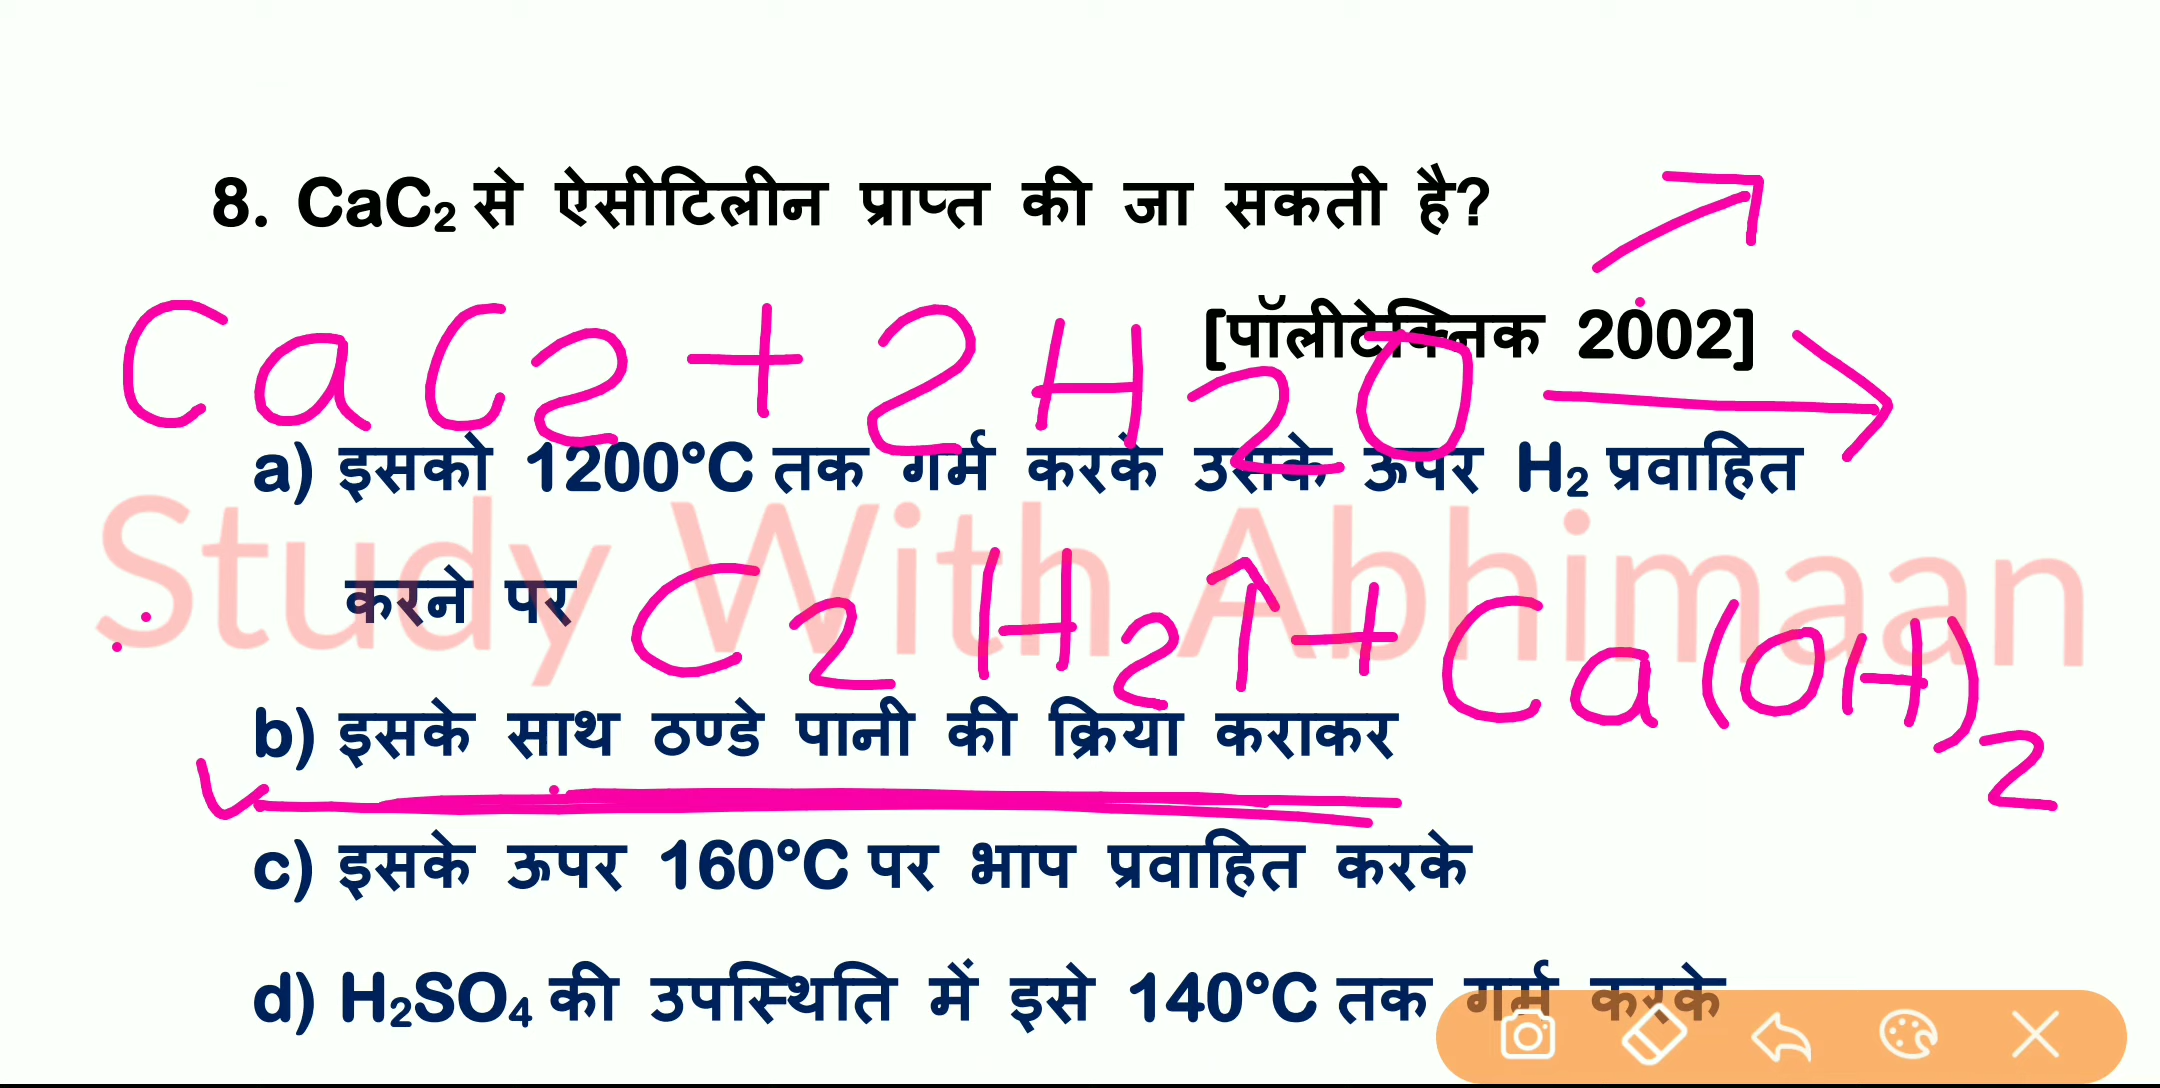 8. CaC₂ से ऐसीटिलीन प्राप्त की जा सकती है?
[पॉलीटेक्निक 2002]
CaC2 + 2H2O →
a) इसको 1200°C तक गर्म करके उसके ऊपर H₂ प्रवाहित
करने पर
C2H2↑ + Ca(OH)2
Study With Abhimaan
b) इसके साथ ठण्डे पानी की क्रिया कराकर
c) इसके ऊपर 160°C पर भाप प्रवाहित करके
d) H₂SO₄ की उपस्थिति में इसे 140°C तक गर्म करके